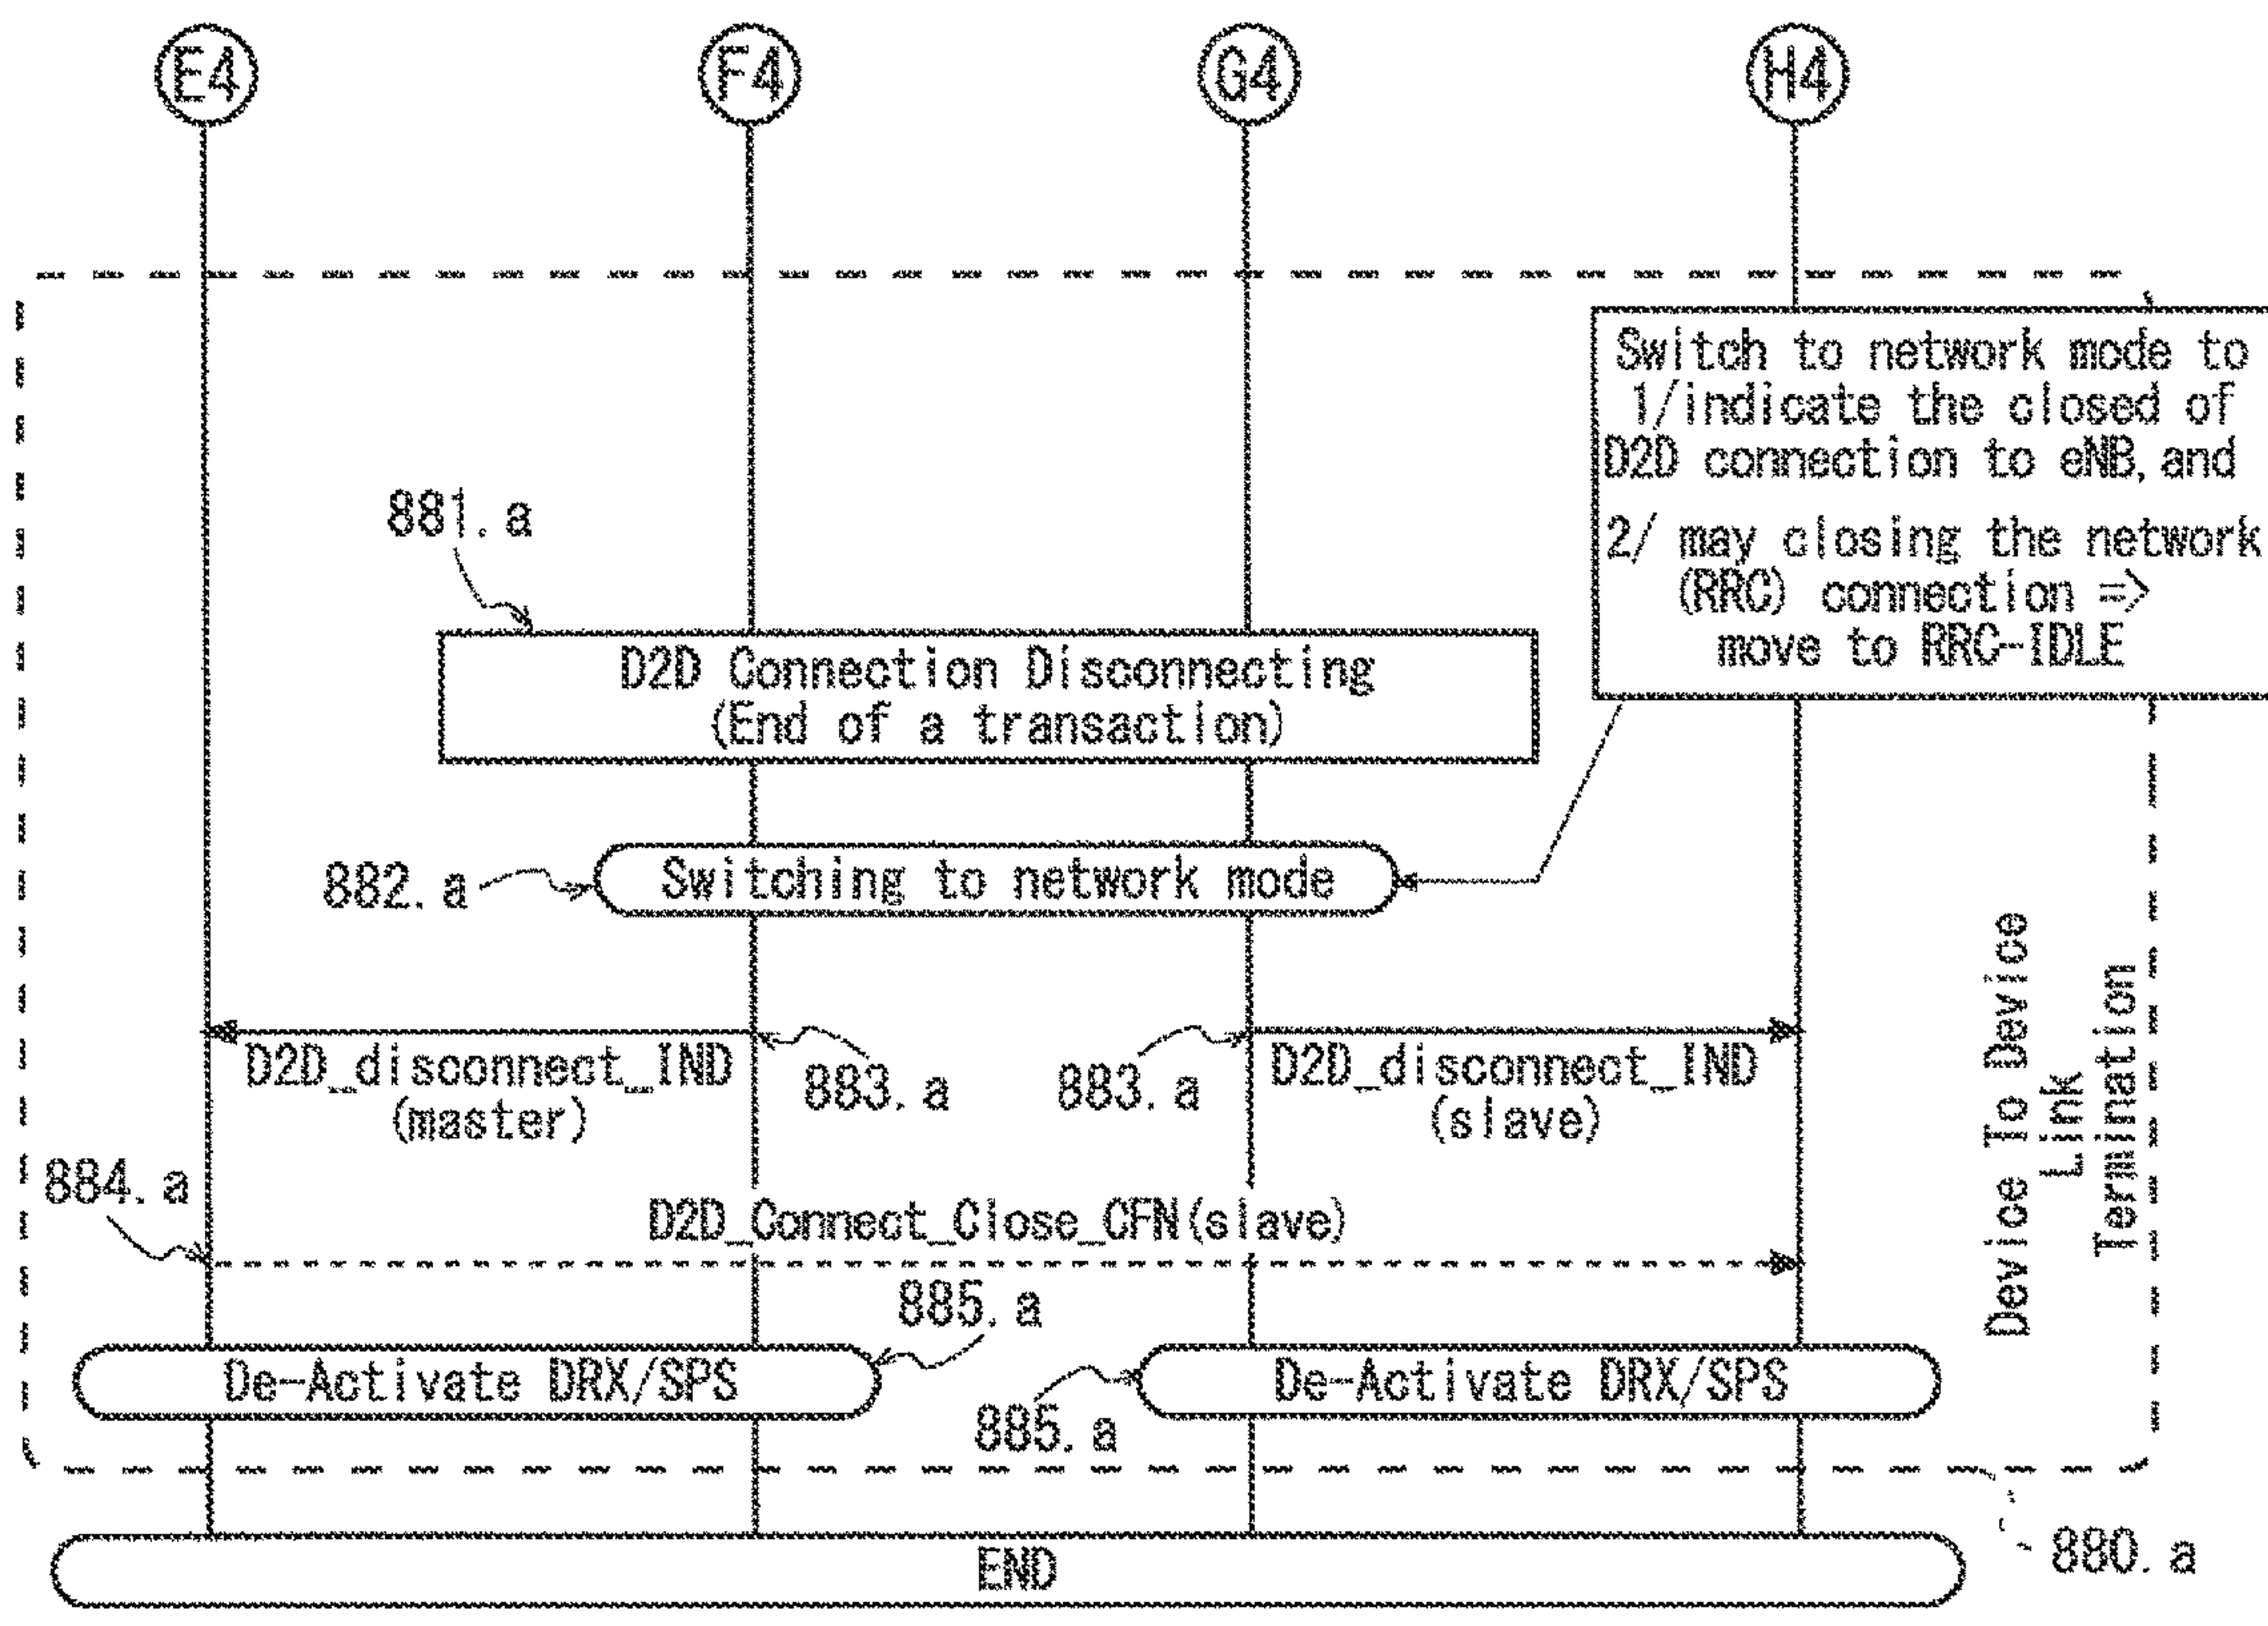 E4 F4 G4 H4
Switch to network mode to
1/indicate the closed of
D2D connection to eNB, and
2/ may closing the network
(RRC) connection =>
move to RRC-IDLE
881. a
D2D Connection Disconnecting
(End of a transaction)
882. a
Switching to network mode
D2D_disconnect_IND
(master)
883. a
883. a
D2D_disconnect_IND
(slave)
Device To Device
Link
Termination
884. a
D2D_Connect_Close_CFN(slave)
885. a
De-Activate DRX/SPS
885. a
De-Activate DRX/SPS
880. a
END